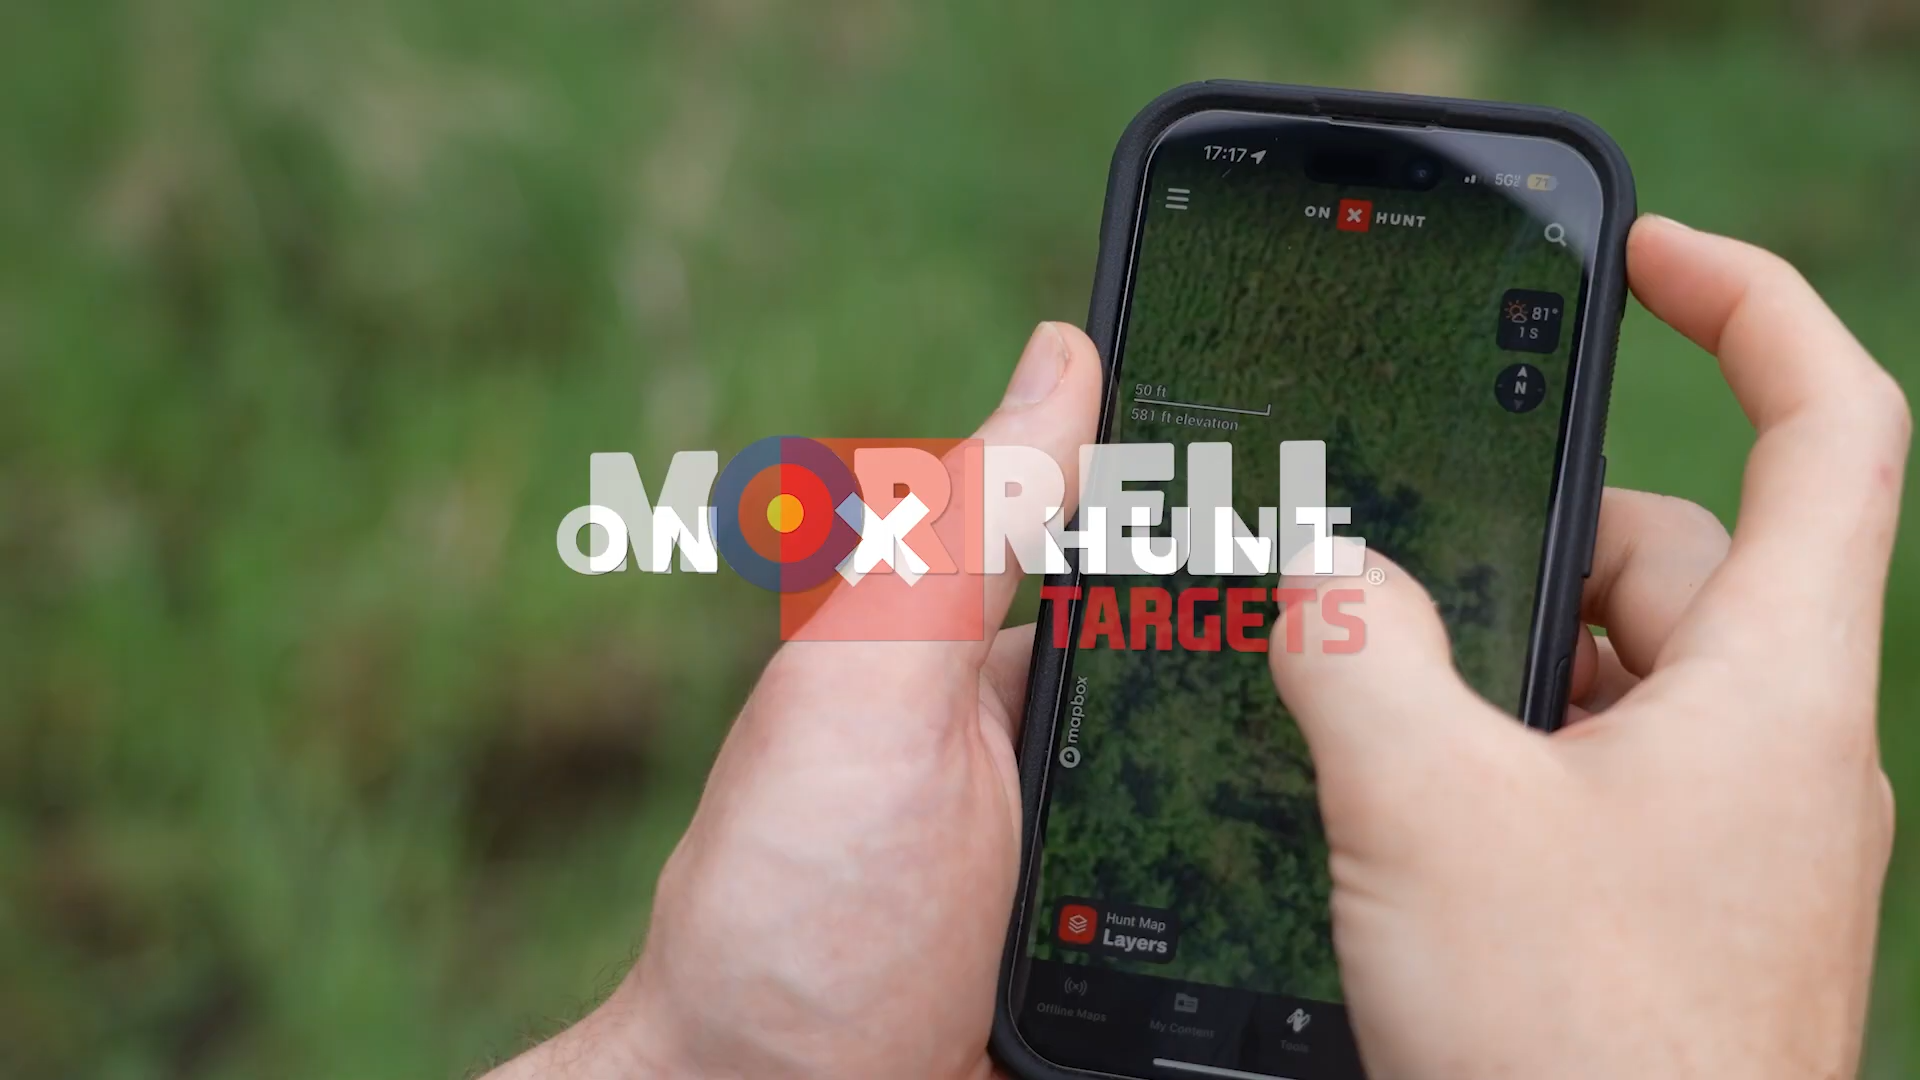 17:17
5G 71
ON X HUNT
81°
1 S
N
50 ft
581 ft elevation
MORRELL®
ON X HUNT
TARGETS
mapbox
Hunt Map
Layers
Offline Maps
My Content
Tools